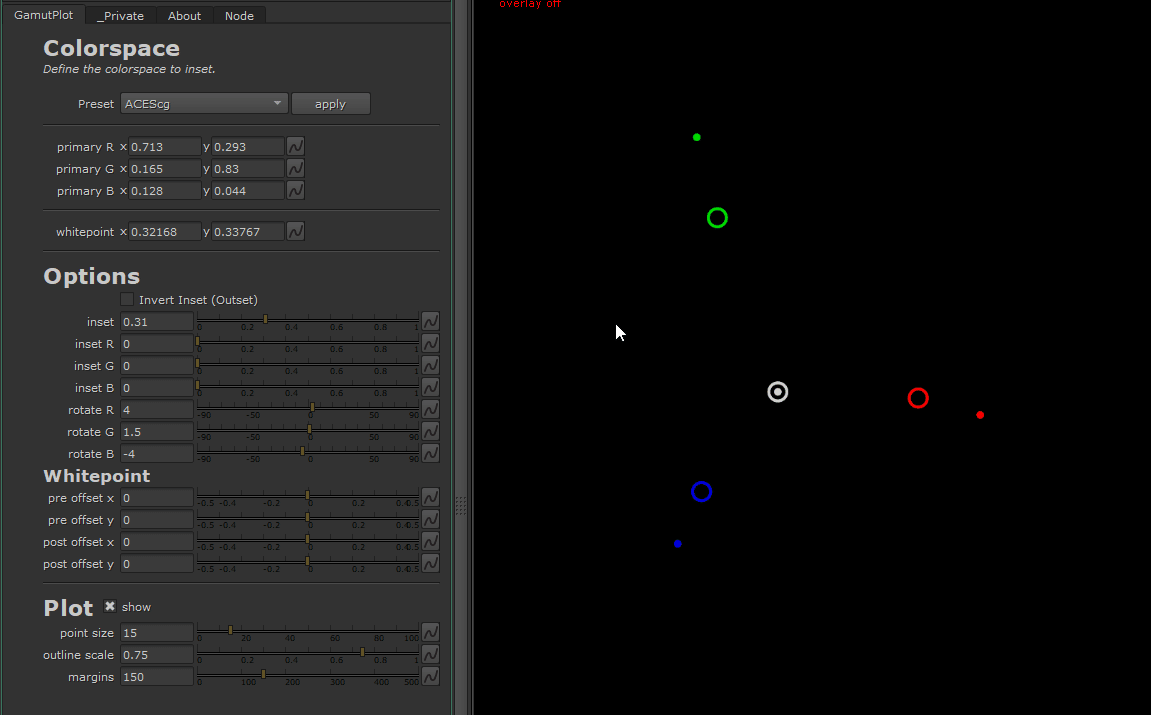 GamutPlot _Private About Node
overlay off
Colorspace
Define the colorspace to inset.
Preset ACEScg apply
primary R x 0.713 y 0.293
primary G x 0.165 y 0.83
primary B x 0.128 y 0.044
whitepoint x 0.32168 y 0.33767
Options
Invert Inset (Outset)
inset 0.31
0 0.2 0.4 0.6 0.8 1
inset R 0
0 0.2 0.4 0.6 0.8 1
inset G 0
0 0.2 0.4 0.6 0.8 1
inset B 0
0 0.2 0.4 0.6 0.8 1
rotate R 4
-90 -50 0 50 90
rotate G 1.5
-90 -50 0 50 90
rotate B -4
-90 -50 0 50 90
Whitepoint
pre offset x 0
-0.5 -0.4 -0.2 0 0.2 0.40.5
pre offset y 0
-0.5 -0.4 -0.2 0 0.2 0.40.5
post offset x 0
-0.5 -0.4 -0.2 0 0.2 0.40.5
post offset y 0
-0.5 -0.4 -0.2 0 0.2 0.40.5
Plot show
point size 15
0 20 40 60 80 100
outline scale 0.75
0 0.2 0.4 0.6 0.8 1
margins 150
0 100 200 300 400 500